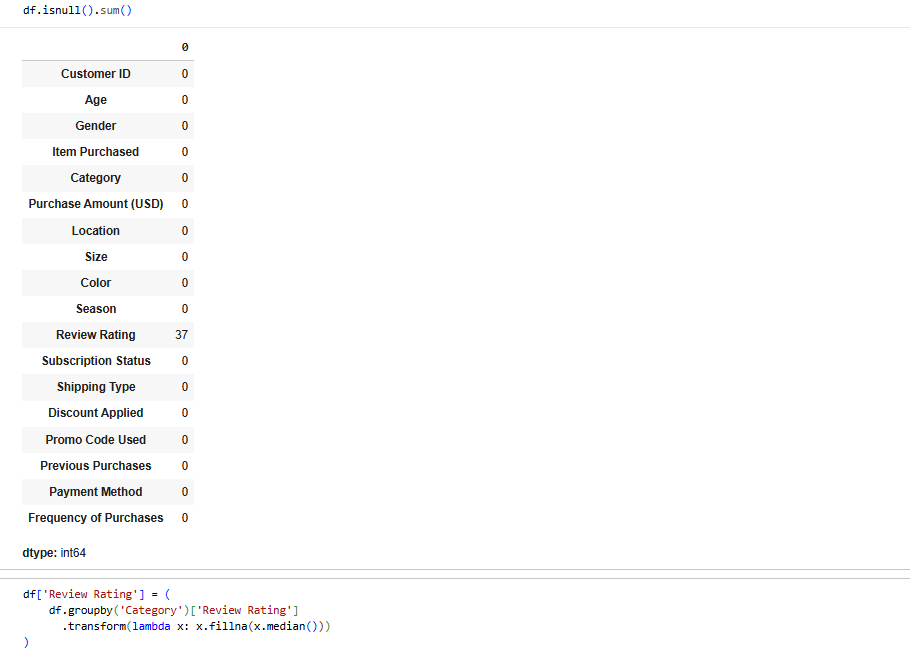 df.isnull().sum()
0
Customer ID 0
Age 0
Gender 0
Item Purchased 0
Category 0
Purchase Amount (USD) 0
Location 0
Size 0
Color 0
Season 0
Review Rating 37
Subscription Status 0
Shipping Type 0
Discount Applied 0
Promo Code Used 0
Previous Purchases 0
Payment Method 0
Frequency of Purchases 0
dtype: int64
df['Review Rating'] = (
    df.groupby('Category')['Review Rating']
      .transform(lambda x: x.fillna(x.median()))
)